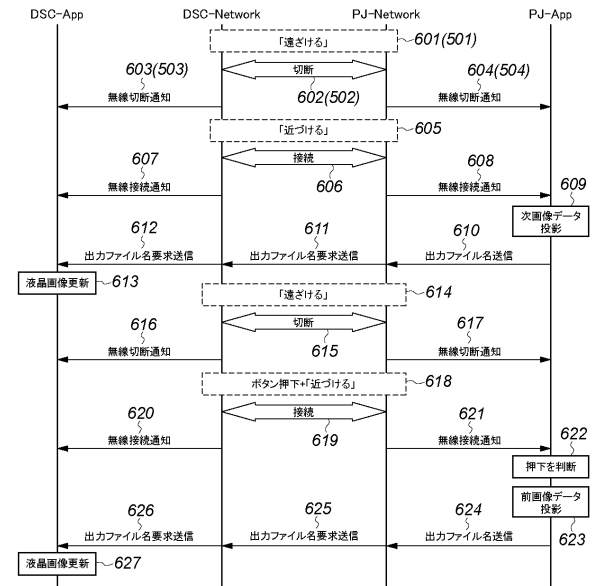 DSC-App DSC-Network PJ-Network PJ-App
「遠ざける」 601(501)
603(503) 切断 604(504)
無線切断通知 602(502) 無線切断通知
「近づける」 605
607 接続 608
無線接続通知 606 無線接続通知
609
次画像データ
投影
612 611 610
出力ファイル名要求送信 出力ファイル名要求送信 出力ファイル名送信
液晶画像更新 613
「遠ざける」 614
616 切断 617
無線切断通知 615 無線切断通知
ボタン押下+「近づける」 618
620 接続 621
無線接続通知 619 無線接続通知
622
押下を判断
前画像データ
投影
623
626 625 624
出力ファイル名要求送信 出力ファイル名要求送信 出力ファイル名送信
液晶画像更新 627